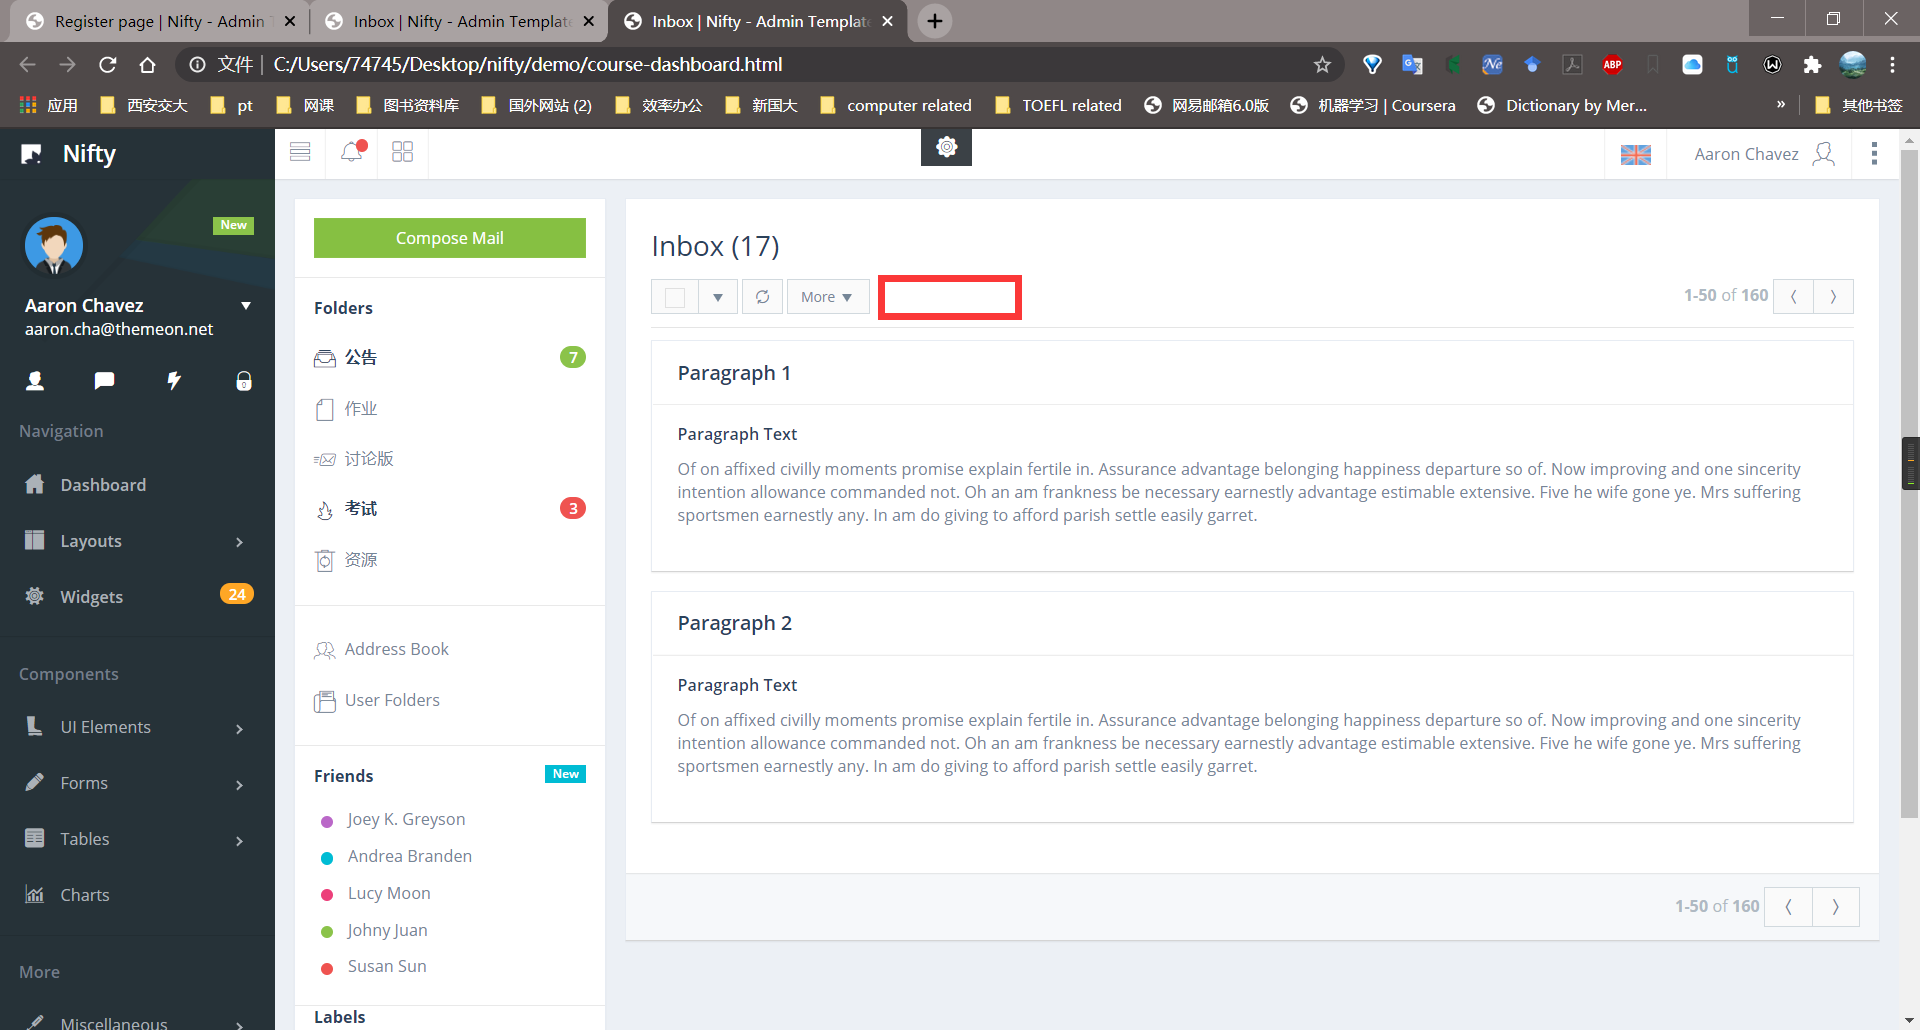 Register page | Nifty - Admin
Inbox | Nifty - Admin Template
Inbox | Nifty - Admin Template
文件 | C:/Users/74745/Desktop/nifty/demo/course-dashboard.html
ABP
应用 西安交大 pt 网课 图书资料库 国外网站 (2) 效率办公 新国大 computer related TOEFL related 网易邮箱6.0版 机器学习 | Coursera Dictionary by Mer... » 其他书签
Nifty
Aaron Chavez
New
Aaron Chavez
aaron.cha@themeon.net
Navigation
Dashboard
Layouts
Widgets 24
Components
UI Elements
Forms
Tables
Charts
More
Miscellaneous
Compose Mail
Folders
公告 7
作业
讨论版
考试 3
资源
Address Book
User Folders
Friends New
Joey K. Greyson
Andrea Branden
Lucy Moon
Johny Juan
Susan Sun
Labels
Inbox (17)
More
1-50 of 160
Paragraph 1
Paragraph Text
Of on affixed civilly moments promise explain fertile in. Assurance advantage belonging happiness departure so of. Now improving and one sincerity
intention allowance commanded not. Oh an am frankness be necessary earnestly advantage estimable extensive. Five he wife gone ye. Mrs suffering
sportsmen earnestly any. In am do giving to afford parish settle easily garret.
Paragraph 2
Paragraph Text
Of on affixed civilly moments promise explain fertile in. Assurance advantage belonging happiness departure so of. Now improving and one sincerity
intention allowance commanded not. Oh an am frankness be necessary earnestly advantage estimable extensive. Five he wife gone ye. Mrs suffering
sportsmen earnestly any. In am do giving to afford parish settle easily garret.
1-50 of 160